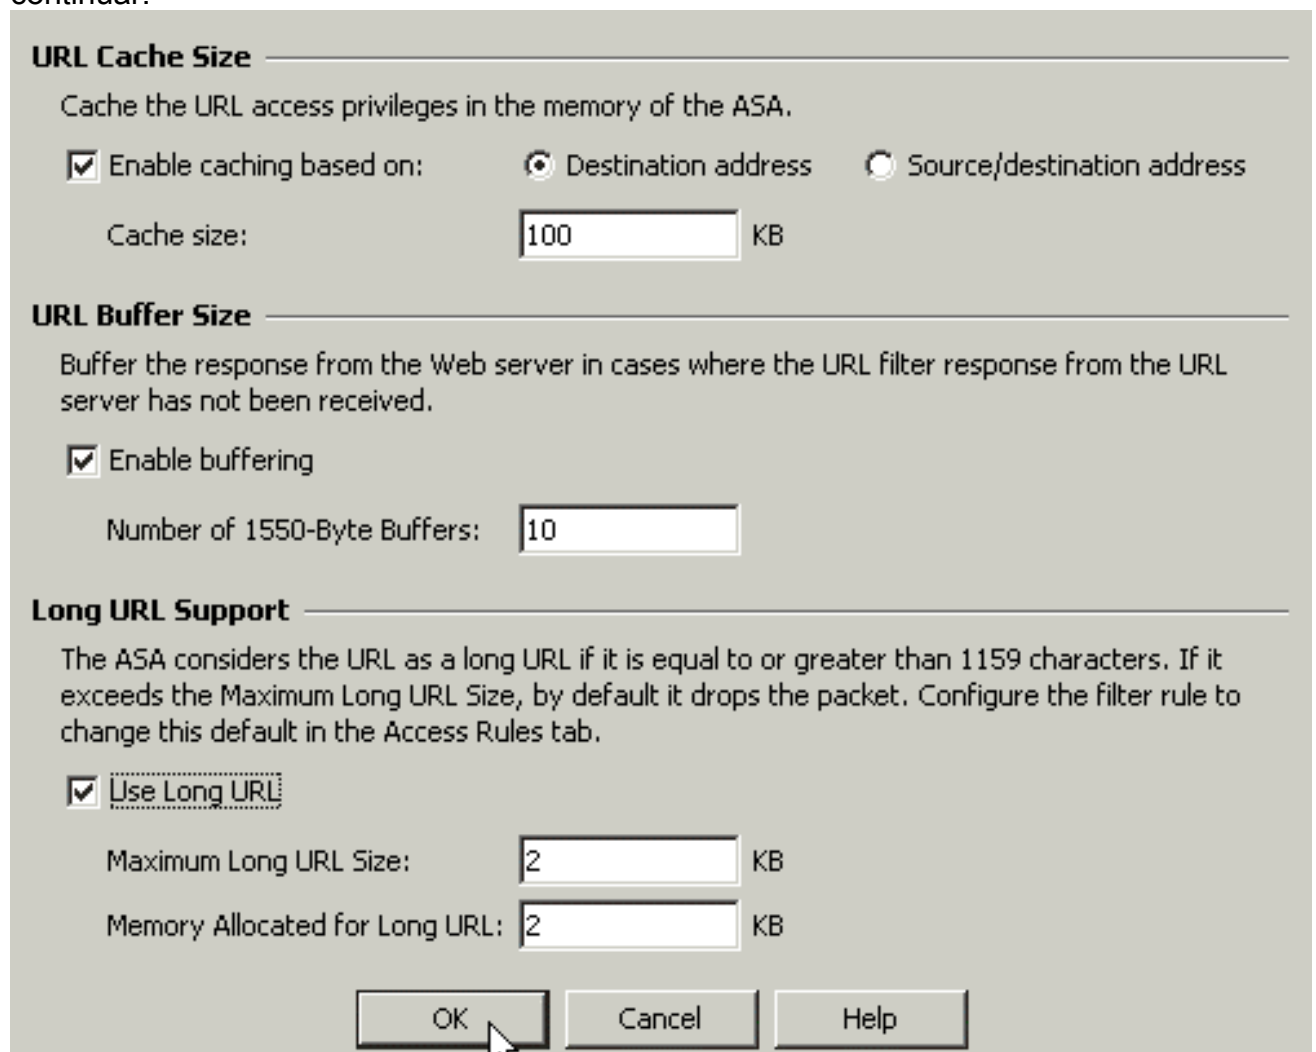 continuar.
URL Cache Size
Cache the URL access privileges in the memory of the ASA.
Enable caching based on: Destination address Source/destination address
Cache size: 100 KB
URL Buffer Size
Buffer the response from the Web server in cases where the URL filter response from the URL
server has not been received.
Enable buffering
Number of 1550-Byte Buffers: 10
Long URL Support
The ASA considers the URL as a long URL if it is equal to or greater than 1159 characters. If it
exceeds the Maximum Long URL Size, by default it drops the packet. Configure the filter rule to
change this default in the Access Rules tab.
Use Long URL
Maximum Long URL Size: 2 KB
Memory Allocated for Long URL: 2 KB
OK Cancel Help